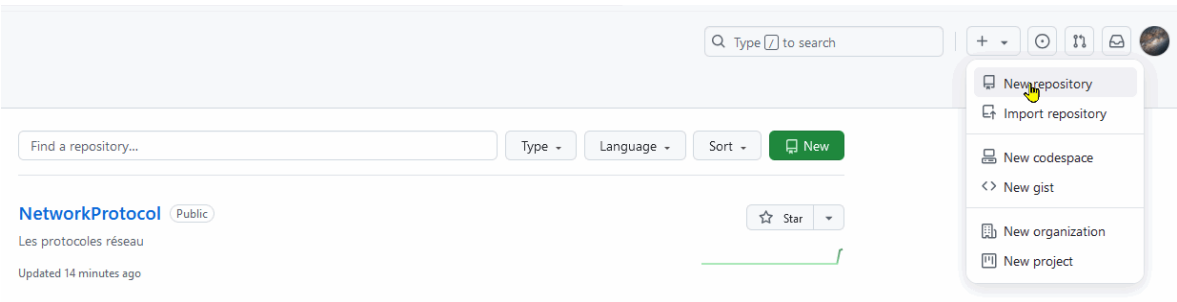 Type / to search
New repository
Import repository
New codespace
New gist
New organization
New project
Find a repository...
Type
Language
Sort
New
NetworkProtocol
Public
Star
Les protocoles réseau
Updated 14 minutes ago